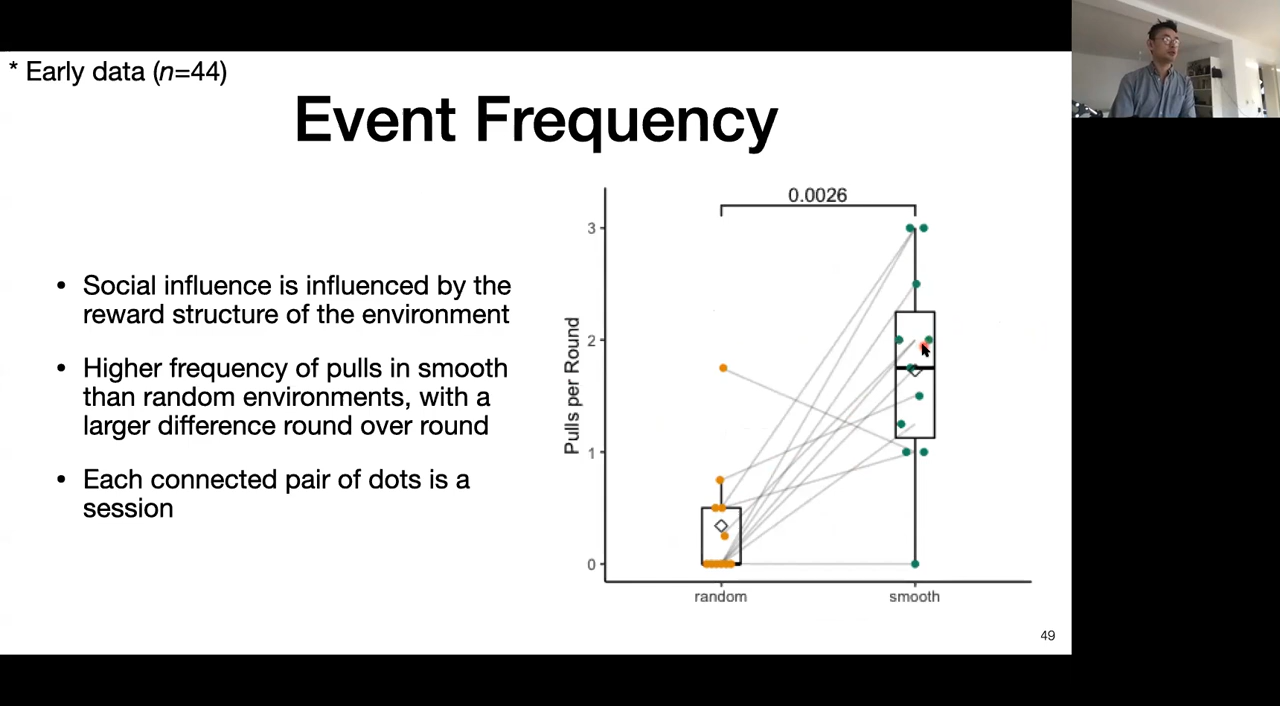 * Early data (n=44)
Event Frequency
• Social influence is influenced by the
reward structure of the environment
• Higher frequency of pulls in smooth
than random environments, with a
larger difference round over round
• Each connected pair of dots is a
session
0.0026
3
2
1
0
Pulls per Round
random smooth
49